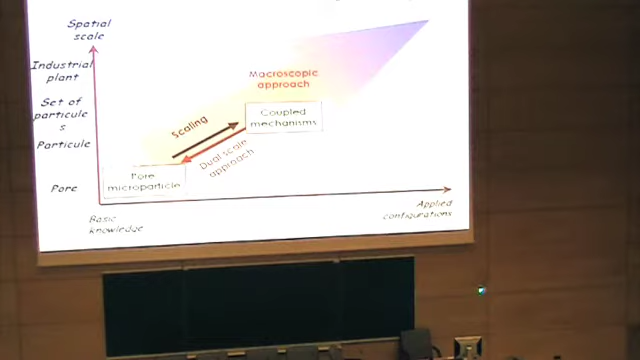 Spatial
scale
Industrial
plant
Set of
particule
s
Particule
Pore
Macroscopic
approach
Coupled
mechanisms
Scaling
Dual scale
approach
Pore
microparticle
Basic
knowledge
Applied
configurations